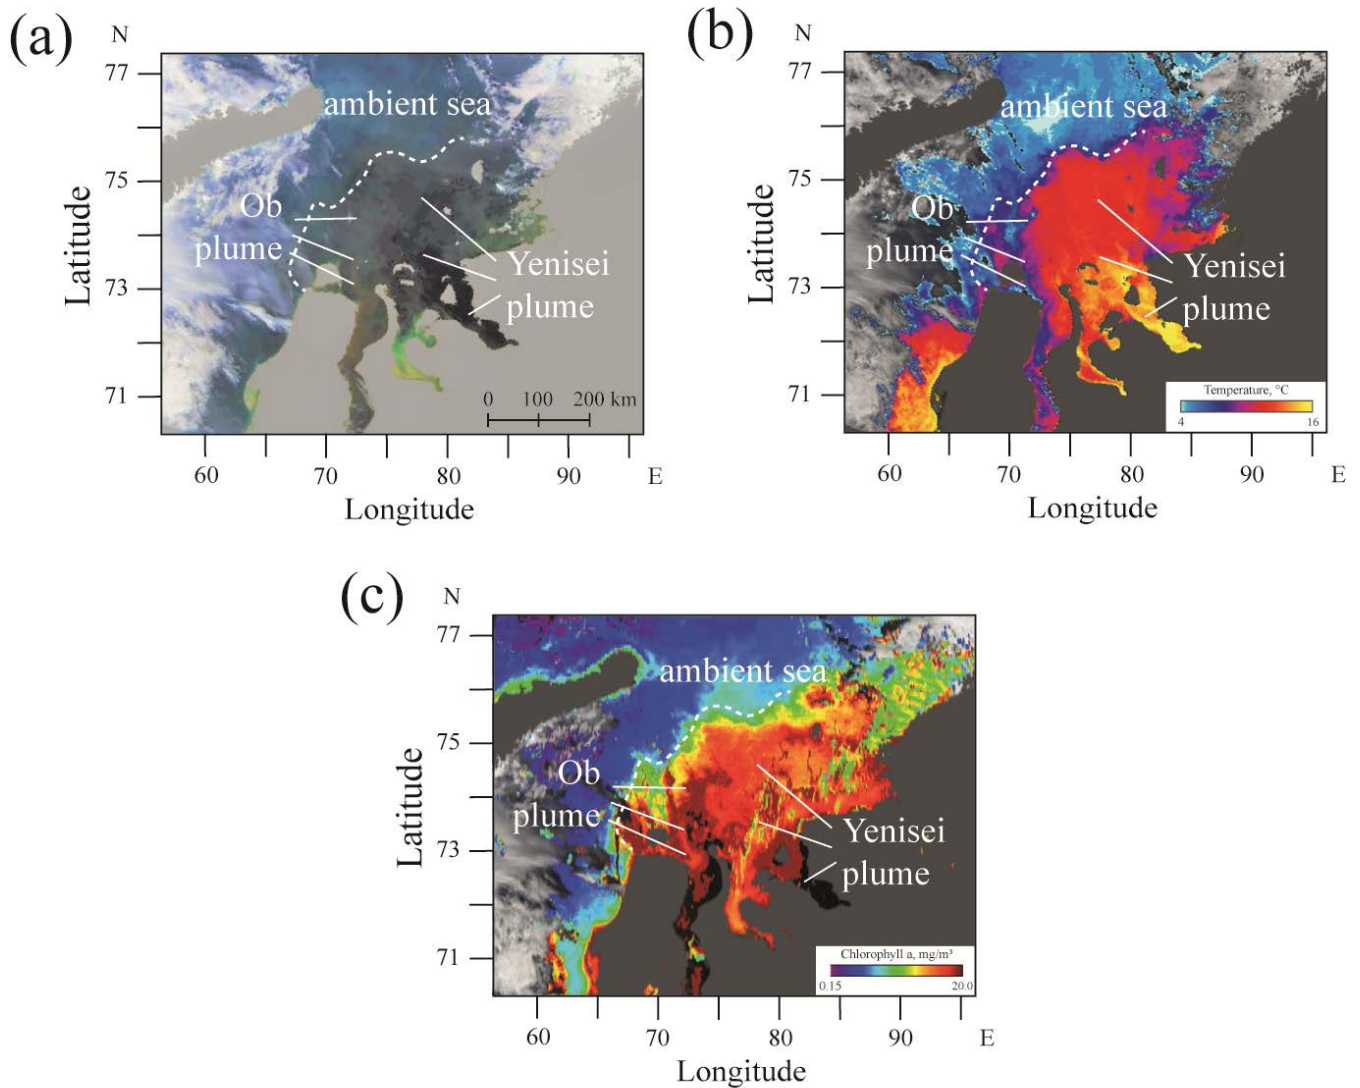 (a)
N
77
75
73
71
Latitude
ambient sea
Ob
plume
Yenisei
plume
0 100 200 km
60 70 80 90 E
Longitude
(b)
N
77
75
73
71
Latitude
ambient sea
Ob
plume
Yenisei
plume
Temperature, °C
4 16
60 70 80 90 E
Longitude
(c)
N
77
75
73
71
Latitude
ambient sea
Ob
plume
Yenisei
plume
Chlorophyll a, mg/m³
0.15 20.0
60 70 80 90 E
Longitude